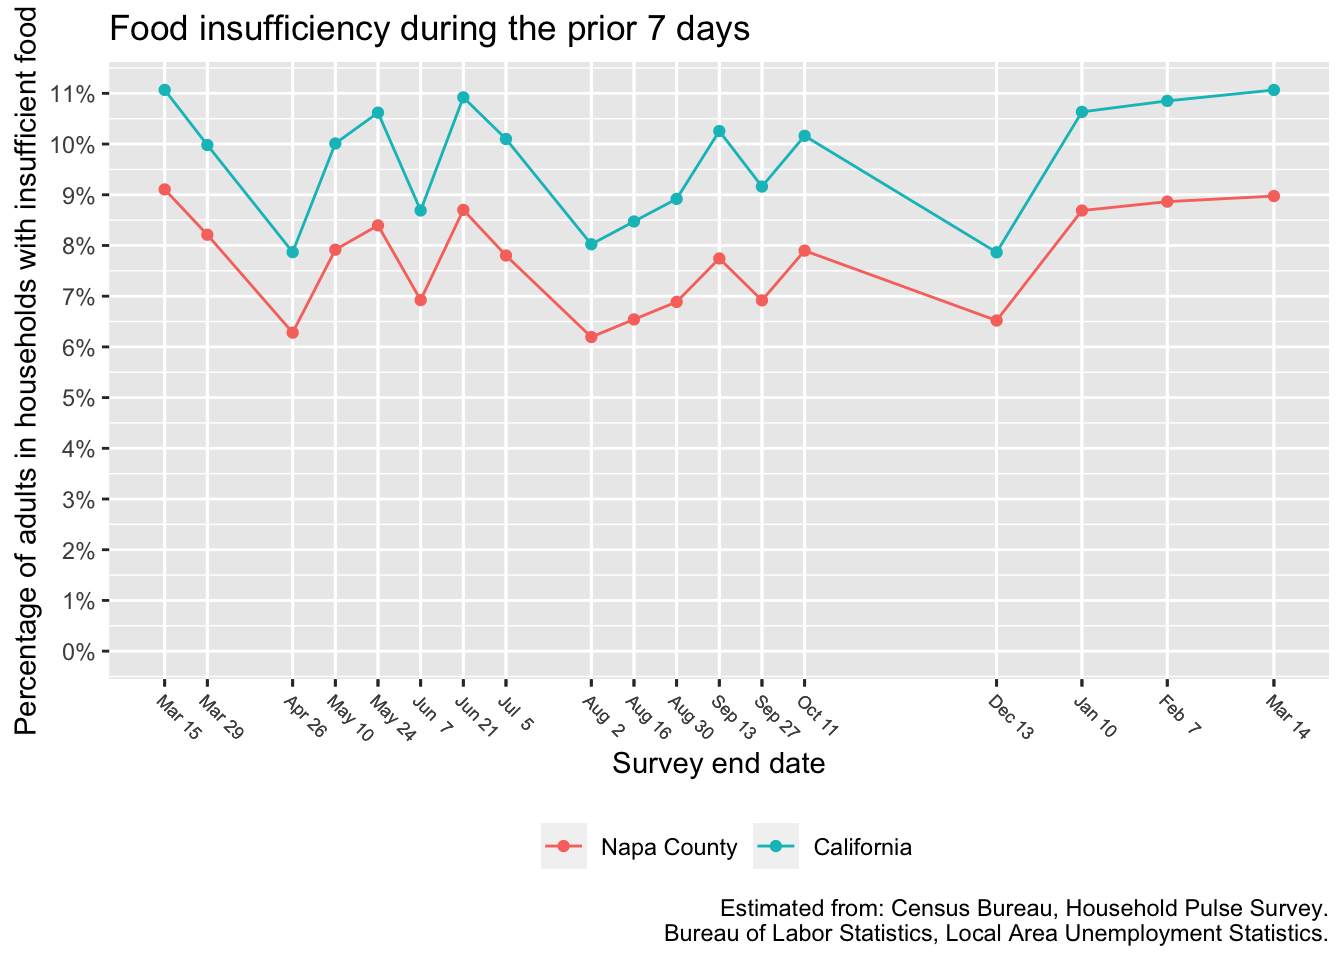 Food insufficiency during the prior 7 days
Percentage of adults in households with insufficient food
11%
10%
9%
8%
7%
6%
5%
4%
3%
2%
1%
0%
Mar 15
Mar 29
Apr 26
May 10
May 24
Jun 7
Jun 21
Jul 5
Aug 2
Aug 16
Aug 30
Sep 13
Sep 27
Oct 11
Dec 13
Jan 10
Feb 7
Mar 14
Survey end date
Napa County
California
Estimated from: Census Bureau, Household Pulse Survey.
Bureau of Labor Statistics, Local Area Unemployment Statistics.